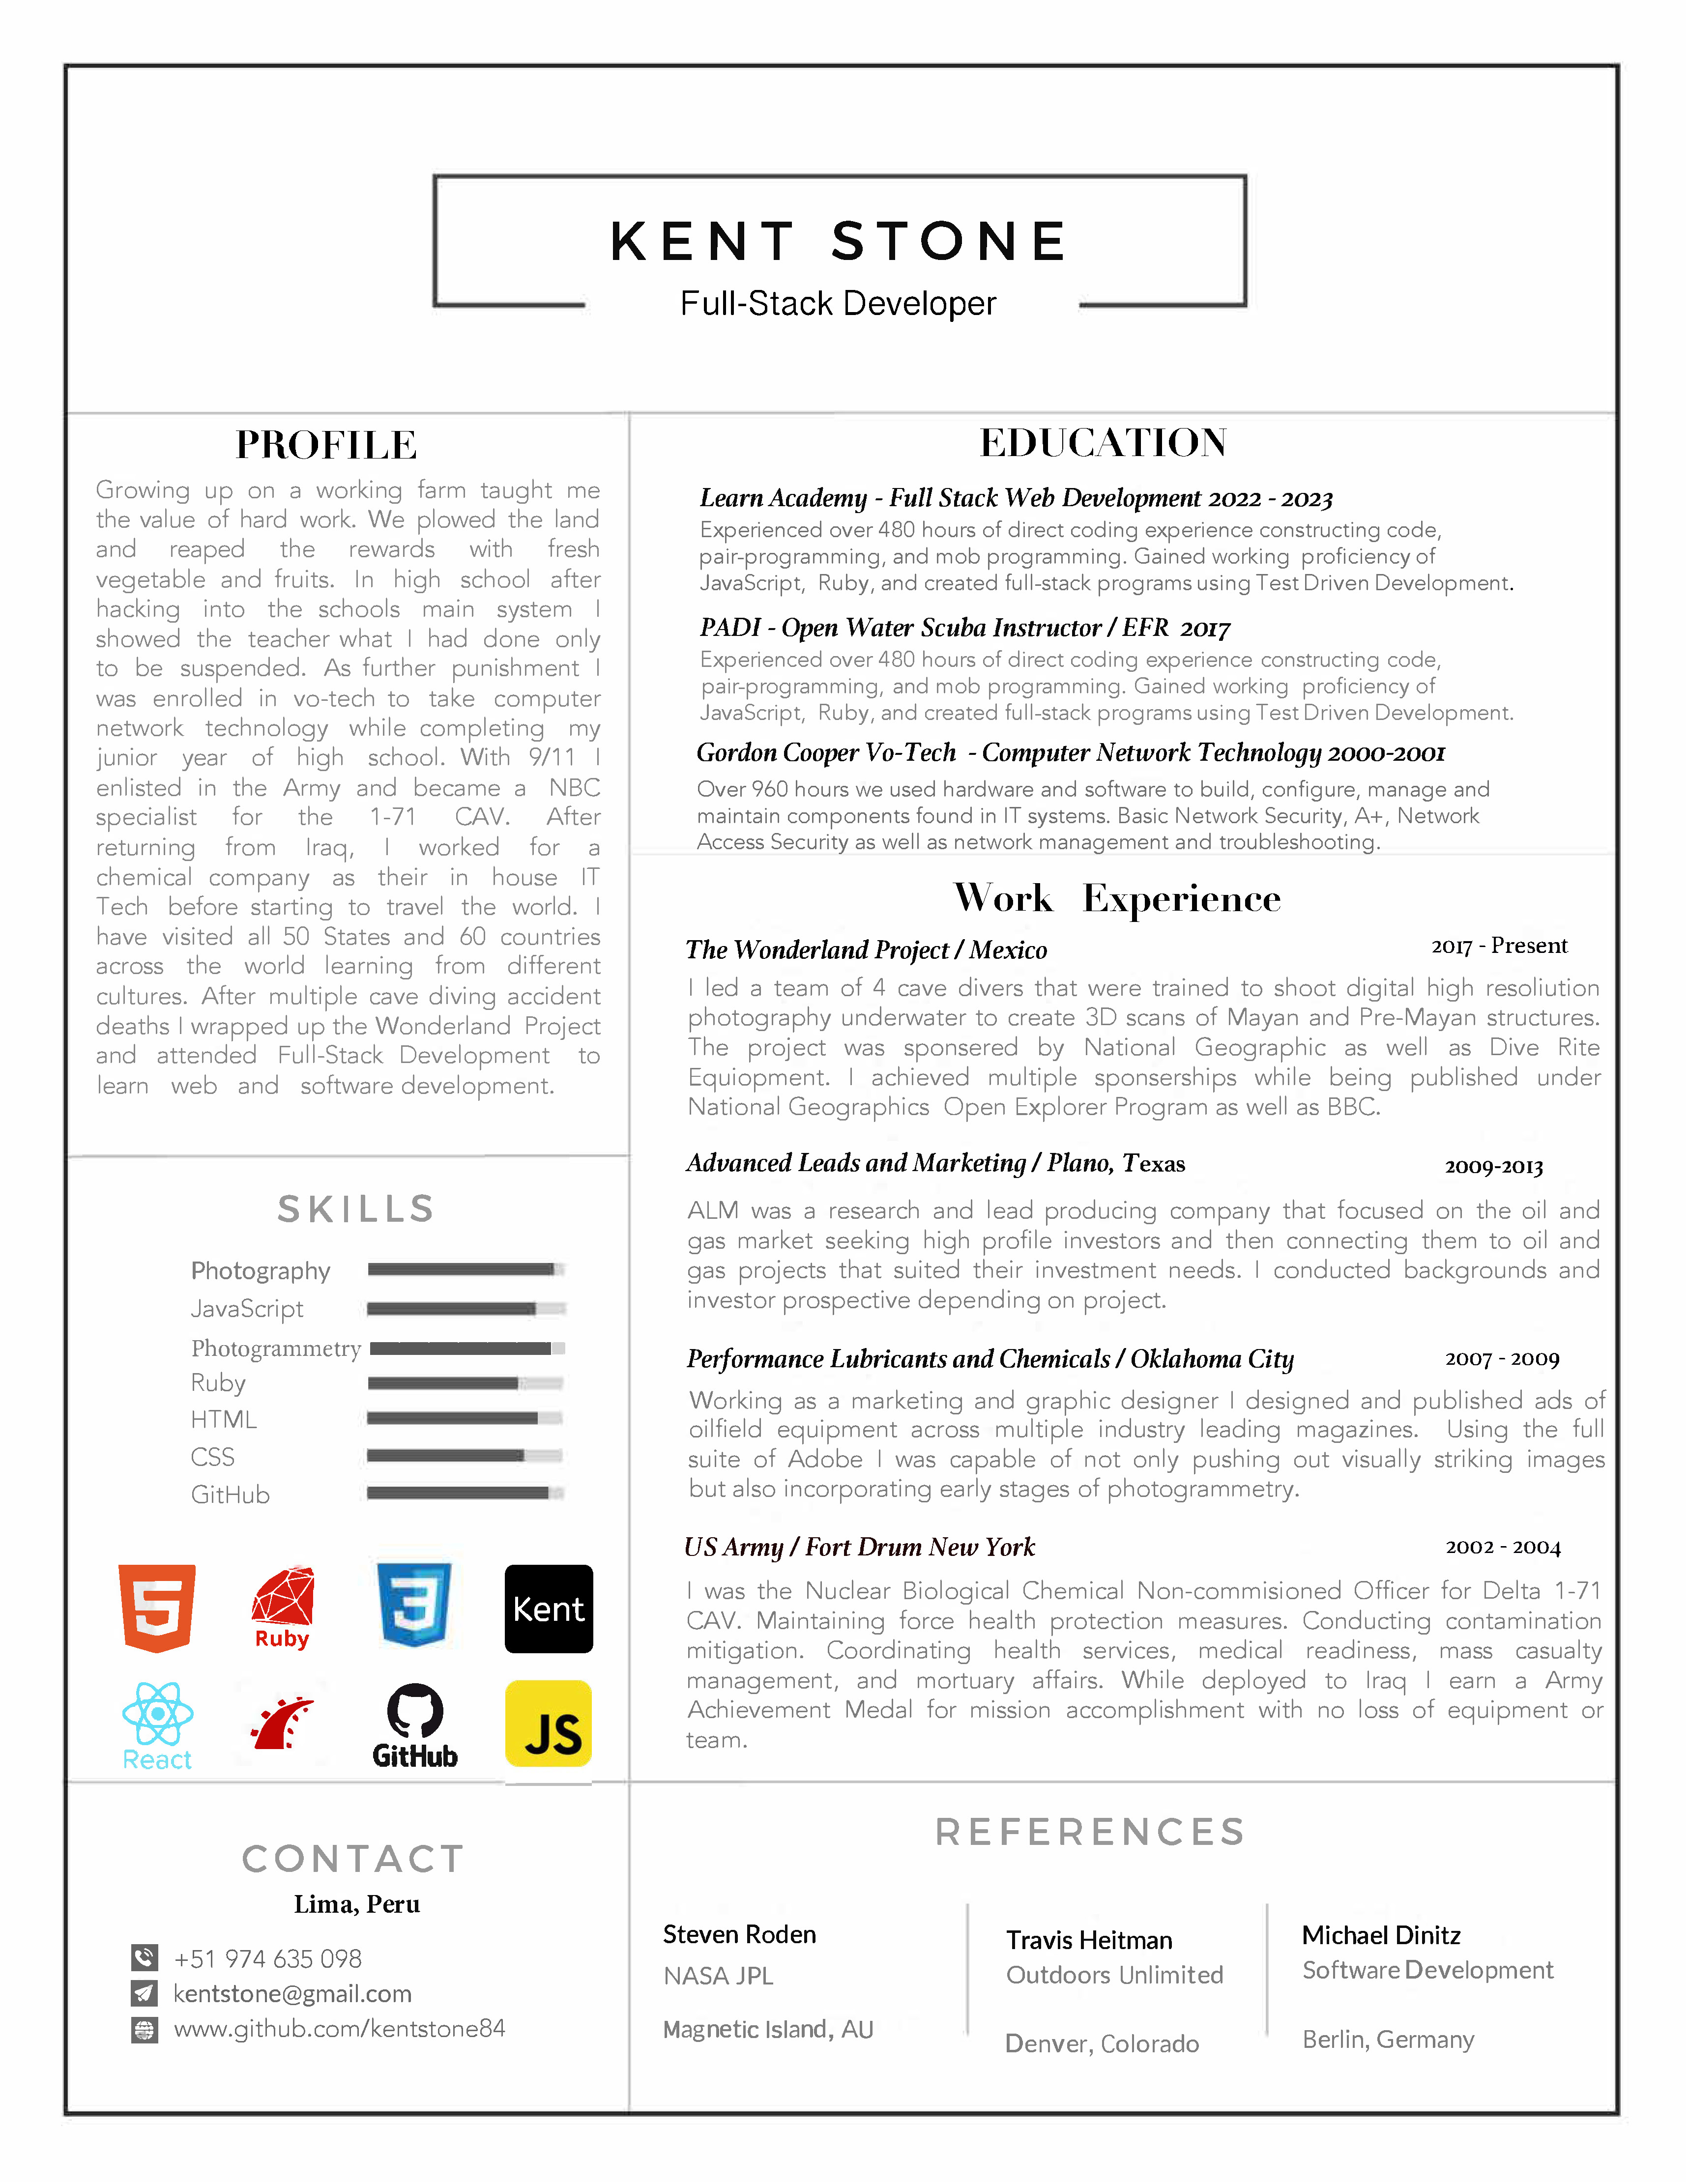 KENT STONE
Full-Stack Developer
PROFILE
Growing up on a working farm taught me
the value of hard work. We plowed the land
and reaped the rewards with fresh
vegetable and fruits. In high school after
hacking into the schools main system I
showed the teacher what I had done only
to be suspended. As further punishment I
was enrolled in vo-tech to take computer
network technology while completing my
junior year of high school. With 9/11 I
enlisted in the Army and became a NBC
specialist for the 1-71 CAV. After
returning from Iraq, I worked for a
chemical company as their in house IT
Tech before starting to travel the world. I
have visited all 50 States and 60 countries
across the world learning from different
cultures. After multiple cave diving accident
deaths I wrapped up the Wonderland Project
and attended Full-Stack Development to
learn web and software development.
SKILLS
Photography
JavaScript
Photogrammetry
Ruby
HTML
CSS
GitHub
5
Ruby
3
Kent
React
GitHub
JS
CONTACT
Lima, Peru
+51 974 635 098
kentstone@gmail.com
www.github.com/kentstone84
EDUCATION
Learn Academy - Full Stack Web Development 2022 - 2023
Experienced over 480 hours of direct coding experience constructing code,
pair-programming, and mob programming. Gained working proficiency of
JavaScript, Ruby, and created full-stack programs using Test Driven Development.
PADI - Open Water Scuba Instructor / EFR 2017
Experienced over 480 hours of direct coding experience constructing code,
pair-programming, and mob programming. Gained working proficiency of
JavaScript, Ruby, and created full-stack programs using Test Driven Development.
Gordon Cooper Vo-Tech - Computer Network Technology 2000-2001
Over 960 hours we used hardware and software to build, configure, manage and
maintain components found in IT systems. Basic Network Security, A+, Network
Access Security as well as network management and troubleshooting.
Work Experience
The Wonderland Project / Mexico 2017 - Present
I led a team of 4 cave divers that were trained to shoot digital high resoliution
photography underwater to create 3D scans of Mayan and Pre-Mayan structures.
The project was sponsered by National Geographic as well as Dive Rite
Equiopment. I achieved multiple sponserships while being published under
National Geographics Open Explorer Program as well as BBC.
Advanced Leads and Marketing / Plano, Texas 2009-2013
ALM was a research and lead producing company that focused on the oil and
gas market seeking high profile investors and then connecting them to oil and
gas projects that suited their investment needs. I conducted backgrounds and
investor prospective depending on project.
Performance Lubricants and Chemicals / Oklahoma City 2007 - 2009
Working as a marketing and graphic designer I designed and published ads of
oilfield equipment across multiple industry leading magazines. Using the full
suite of Adobe I was capable of not only pushing out visually striking images
but also incorporating early stages of photogrammetry.
US Army / Fort Drum New York 2002 - 2004
I was the Nuclear Biological Chemical Non-commisioned Officer for Delta 1-71
CAV. Maintaining force health protection measures. Conducting contamination
mitigation. Coordinating health services, medical readiness, mass casualty
management, and mortuary affairs. While deployed to Iraq I earn a Army
Achievement Medal for mission accomplishment with no loss of equipment or
team.
REFERENCES
Steven Roden
NASA JPL
Magnetic Island, AU
Travis Heitman
Outdoors Unlimited
Denver, Colorado
Michael Dinitz
Software Development
Berlin, Germany